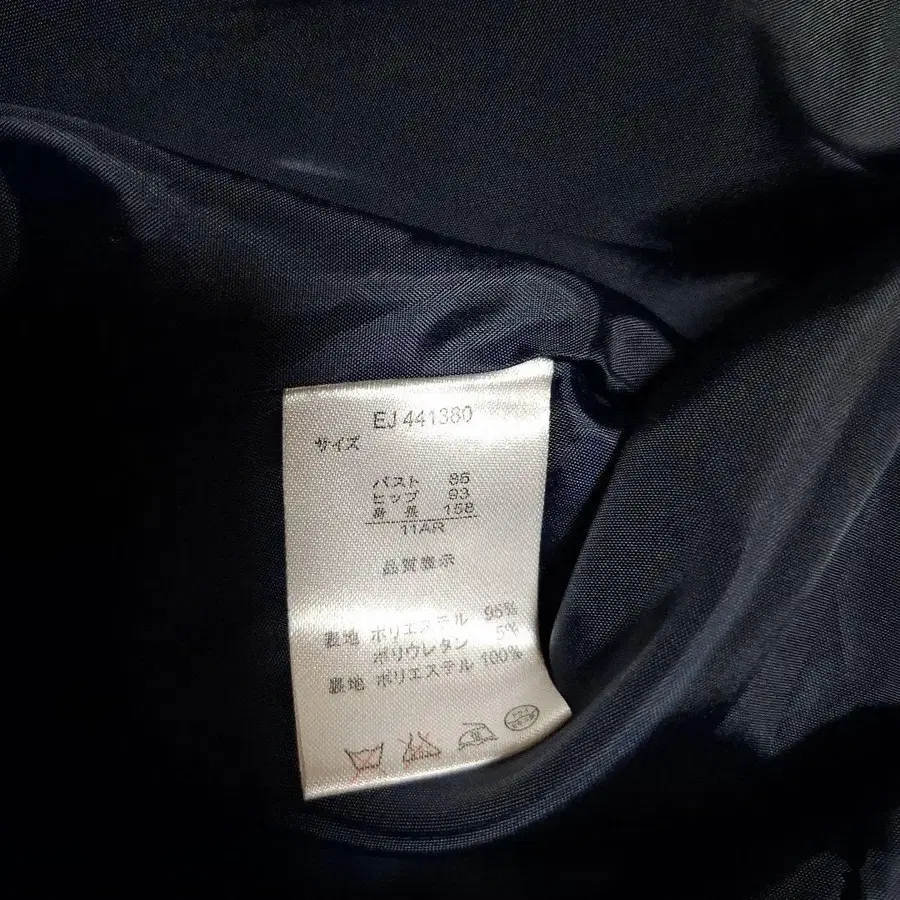 EJ 441380
サイズ
バスト 86
ヒップ 93
身長 158
11AR
品質表示
表地 ポリエステル 95%
ポリウレタン 5%
裏地 ポリエステル 100%